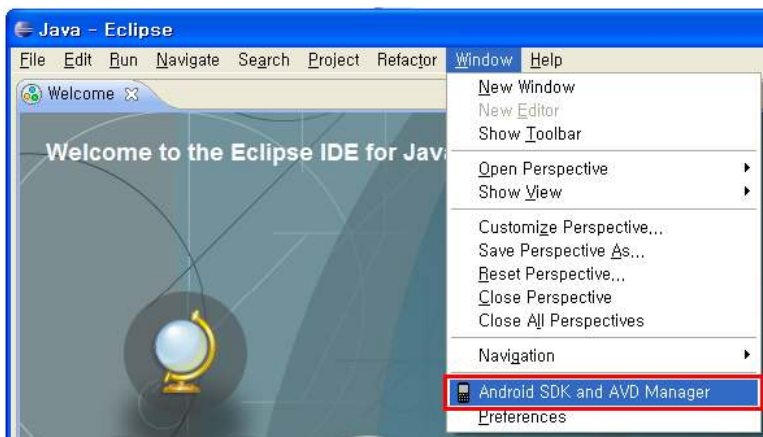 Java - Eclipse
File Edit Run Navigate Search Project Refactor Window Help
Welcome
Welcome to the Eclipse IDE for Jav
New Window
New Editor
Show Toolbar
Open Perspective
Show View
Customize Perspective...
Save Perspective As...
Reset Perspective...
Close Perspective
Close All Perspectives
Navigation
Android SDK and AVD Manager
Preferences